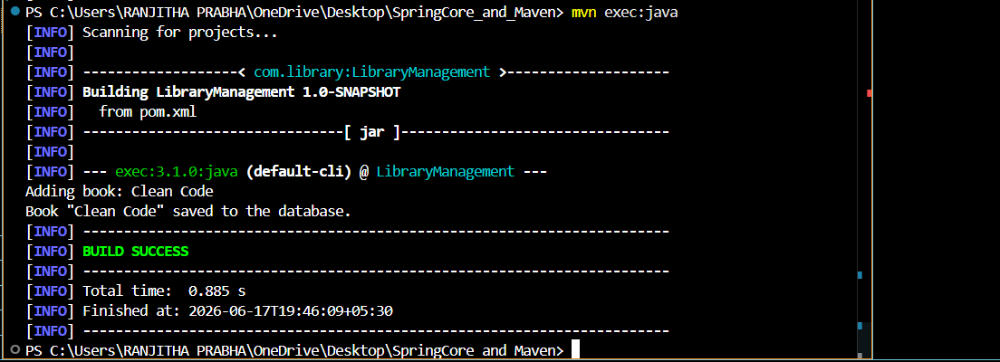 PS C:\Users\RANJITHA PRABHA\OneDrive\Desktop\SpringCore_and_Maven> mvn exec:java
[INFO] Scanning for projects...
[INFO]
[INFO] -------------------< com.library:LibraryManagement >--------------------
[INFO] Building LibraryManagement 1.0-SNAPSHOT
[INFO]   from pom.xml
[INFO] --------------------------------[ jar ]---------------------------------
[INFO]
[INFO] --- exec:3.1.0:java (default-cli) @ LibraryManagement ---
Adding book: Clean Code
Book "Clean Code" saved to the database.
[INFO] ------------------------------------------------------------------------
[INFO] BUILD SUCCESS
[INFO] ------------------------------------------------------------------------
[INFO] Total time:  0.885 s
[INFO] Finished at: 2026-06-17T19:46:09+05:30
[INFO] ------------------------------------------------------------------------
PS C:\Users\RANJITHA PRABHA\OneDrive\Desktop\SpringCore and Maven>